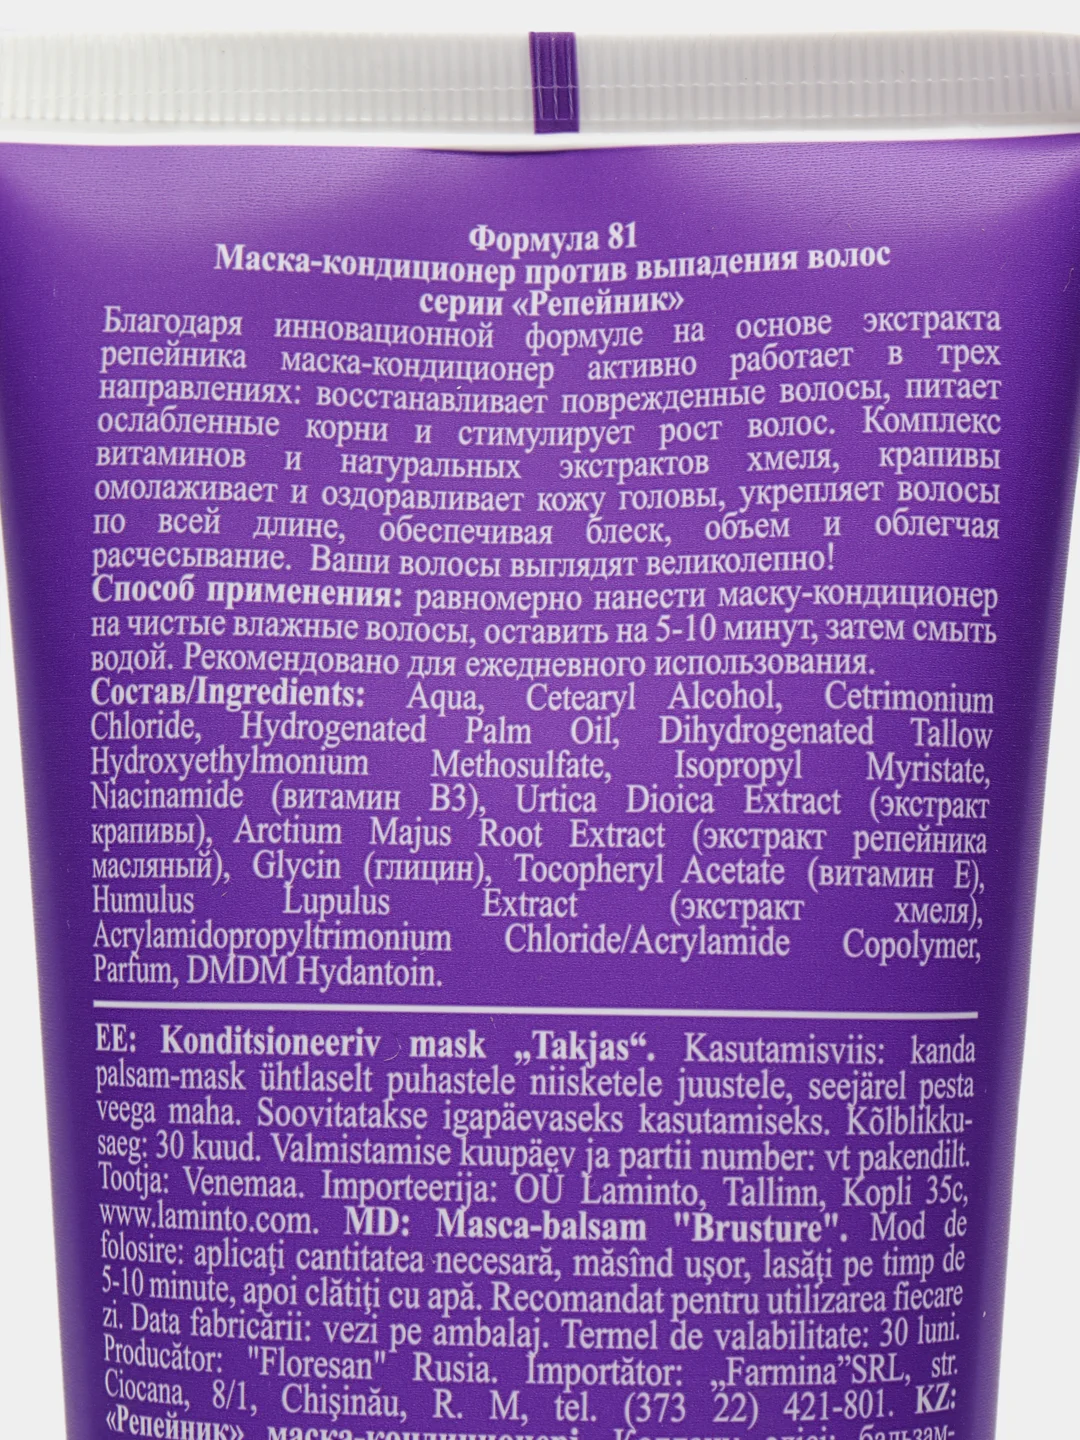 Формула 81
Маска-кондиционер против выпадения волос
серии «Репейник»
Благодаря инновационной формуле на основе экстракта
репейника маска-кондиционер активно работает в трех
направлениях: восстанавливает поврежденные волосы, питает
ослабленные корни и стимулирует рост волос. Комплекс
витаминов и натуральных экстрактов хмеля, крапивы
омолаживает и оздоравливает кожу головы, укрепляет волосы
по всей длине, обеспечивая блеск, объем и облегчая
расчесывание. Ваши волосы выглядят великолепно!
Способ применения: равномерно нанести маску-кондиционер
на чистые влажные волосы, оставить на 5-10 минут, затем смыть
водой. Рекомендовано для ежедневного использования.
Состав/Ingredients: Aqua, Cetearyl Alcohol, Cetrimonium
Chloride, Hydrogenated Palm Oil, Dihydrogenated Tallow
Hydroxyethylmonium Methosulfate, Isopropyl Myristate,
Niacinamide (витамин В3), Urtica Dioica Extract (экстракт
крапивы), Arctium Majus Root Extract (экстракт репейника
масляный), Glycin (глицин), Tocopheryl Acetate (витамин Е),
Humulus Lupulus Extract (экстракт хмеля),
Acrylamidopropyltrimonium Chloride/Acrylamide Copolymer,
Parfum, DMDM Hydantoin.
EE: Konditsioneeriv mask „Takjas“. Kasutamisviis: kanda
palsam-mask ühtlaselt puhastele niisketele juustele, seejärel pesta
veega maha. Soovitatakse igapäevaseks kasutamiseks. Kõlblikku-
saeg: 30 kuud. Valmistamise kuupäev ja partii number: vt pakendilt.
Tootja: Venemaa. Importeerija: OÜ Laminto, Tallinn, Kopli 35c,
www.laminto.com. MD: Masca-balsam "Brusture". Mod de
folosire: aplicaţi cantitatea necesară, măsînd uşor, lasăţi pe timp de
5-10 minute, apoi clătiţi cu apă. Recomandat pentru utilizarea fiecare
zi. Data fabricării: vezi pe ambalaj. Termel de valabilitate: 30 luni.
Producător: "Floresan" Rusia. Importător: „Farmina”SRL, str.
Ciocana, 8/1, Chişinău, R. M, tel. (373 22) 421-801. KZ:
«Репейник» маска-кондиционері. Қолдану әдісі: бальзам-